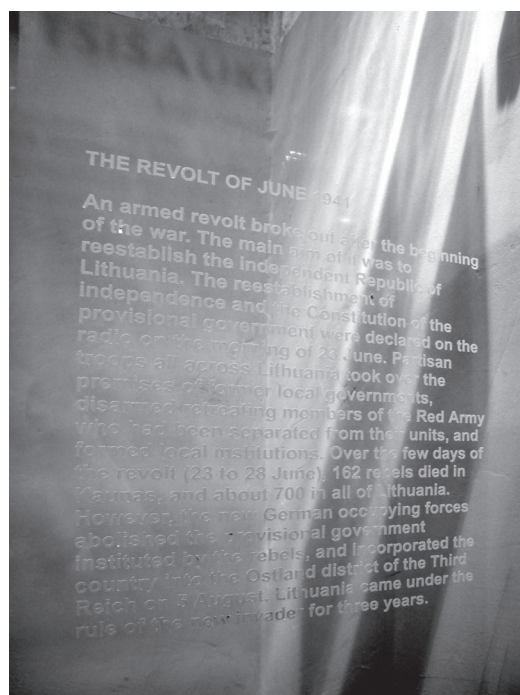 THE REVOLT OF JUNE 1941
An armed revolt broke out after the beginning
of the war. The main aim of it was to
reestablish the independent Republic of
Lithuania. The reestablishment of
independence and the Constitution of the
provisional government were declared on the
radio on the morning of 23 June. Partisan
troops all across Lithuania took over the
premises of former local governments,
disarmed retreating members of the Red Army
who had been separated from their units, and
formed local institutions. Over the few days of
the revolt (23 to 28 June), 162 rebels died in
Kaunas, and about 700 in all of Lithuania.
However, the new German occupying forces
abolished the provisional government
instituted by the rebels, and incorporated the
country into the Ostland district of the Third
Reich on 5 August. Lithuania came under the
rule of the new invader for three years.